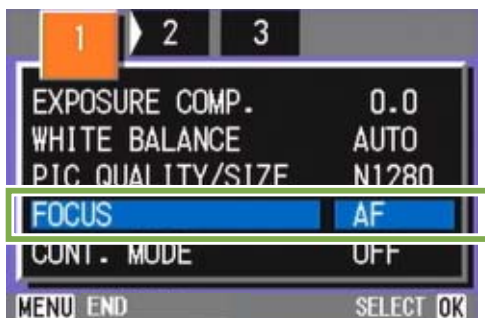 1 2 3
EXPOSURE COMP. 0.0
WHITE BALANCE AUTO
PIC QUALITY/SIZE N1280
FOCUS AF
CONT. MODE OFF
MENU END SELECT OK